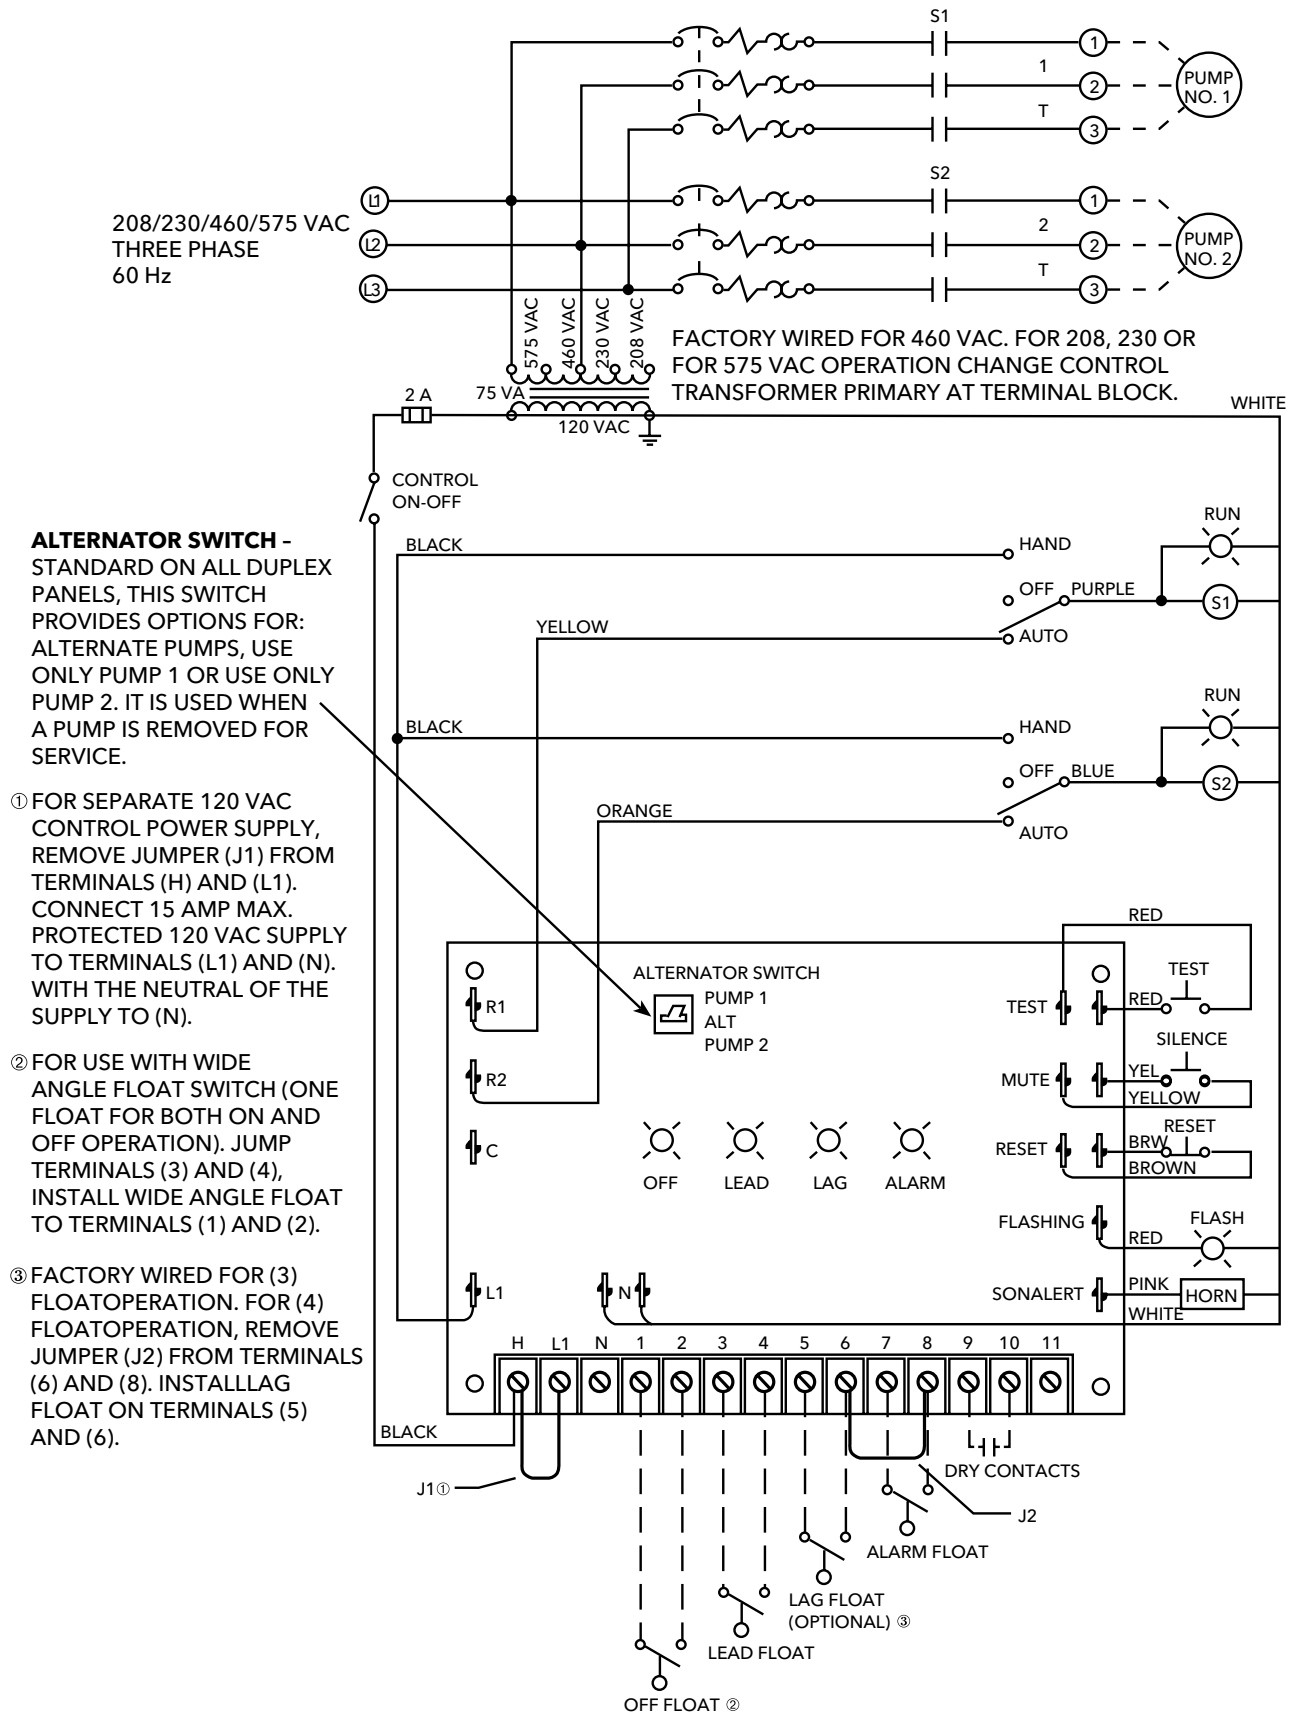 S1
1
1
PUMP
NO. 1
2
T
3
S2
1
208/230/460/575 VAC
THREE PHASE
60 Hz
L1
L2
L3
2
2
PUMP
NO. 2
T
3
575 VAC
460 VAC
230 VAC
208 VAC
FACTORY WIRED FOR 460 VAC. FOR 208, 230 OR
FOR 575 VAC OPERATION CHANGE CONTROL
TRANSFORMER PRIMARY AT TERMINAL BLOCK.
75 VA
2 A
120 VAC
WHITE
CONTROL
ON-OFF
ALTERNATOR SWITCH –
STANDARD ON ALL DUPLEX
PANELS, THIS SWITCH
PROVIDES OPTIONS FOR:
ALTERNATE PUMPS, USE
ONLY PUMP 1 OR USE ONLY
PUMP 2. IT IS USED WHEN
A PUMP IS REMOVED FOR
SERVICE.
① FOR SEPARATE 120 VAC
CONTROL POWER SUPPLY,
REMOVE JUMPER (J1) FROM
TERMINALS (H) AND (L1).
CONNECT 15 AMP MAX.
PROTECTED 120 VAC SUPPLY
TO TERMINALS (L1) AND (N).
WITH THE NEUTRAL OF THE
SUPPLY TO (N).
② FOR USE WITH WIDE
ANGLE FLOAT SWITCH (ONE
FLOAT FOR BOTH ON AND
OFF OPERATION). JUMP
TERMINALS (3) AND (4),
INSTALL WIDE ANGLE FLOAT
TO TERMINALS (1) AND (2).
③ FACTORY WIRED FOR (3)
FLOATOPERATION. FOR (4)
FLOATOPERATION, REMOVE
JUMPER (J2) FROM TERMINALS
(6) AND (8). INSTALLLAG
FLOAT ON TERMINALS (5)
AND (6).
BLACK
HAND
RUN
OFF
PURPLE
S1
YELLOW
AUTO
BLACK
HAND
RUN
OFF
BLUE
S2
ORANGE
AUTO
RED
ALTERNATOR SWITCH
PUMP 1
ALT
PUMP 2
R1
R2
C
L1
N
TEST
RED
TEST
SILENCE
MUTE
YEL
YELLOW
RESET
RESET
BRW
BROWN
OFF
LEAD
LAG
ALARM
FLASHING
RED
FLASH
SONALERT
PINK
HORN
WHITE
H L1 N 1 2 3 4 5 6 7 8 9 10 11
BLACK
J1①
DRY CONTACTS
J2
ALARM FLOAT
LAG FLOAT
(OPTIONAL) ③
LEAD FLOAT
OFF FLOAT ②